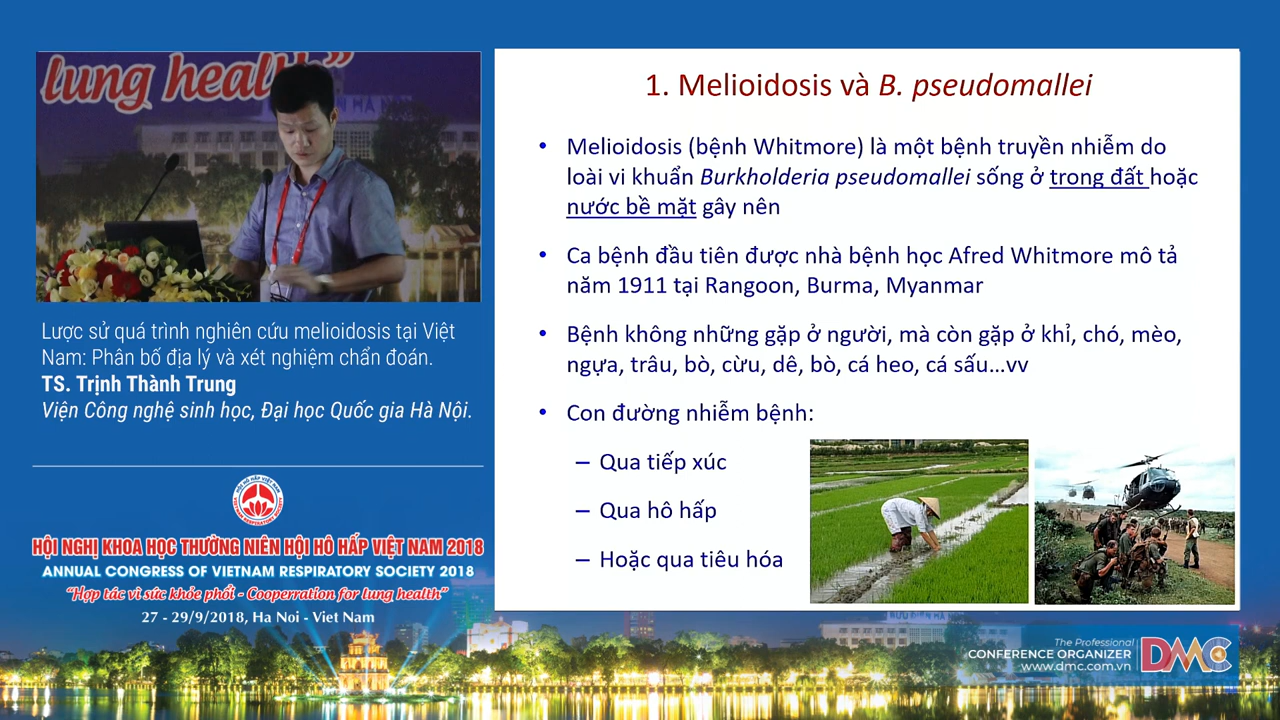 lung health"
Lược sử quá trình nghiên cứu melioidosis tại Việt
Nam: Phân bố địa lý và xét nghiệm chẩn đoán.
TS. Trịnh Thành Trung
Viện Công nghệ sinh học, Đại học Quốc gia Hà Nội.
HỘI HÔ HẤP VIỆT NAM
VIETNAM RESPIRATORY SOCIETY
HỘI NGHỊ KHOA HỌC THƯỜNG NIÊN HỘI HÔ HẤP VIỆT NAM 2018
ANNUAL CONGRESS OF VIETNAM RESPIRATORY SOCIETY 2018
"Hợp tác vì sức khỏe phổi - Cooperration for lung health"
27 - 29/9/2018, Ha Noi - Viet Nam
1. Melioidosis và B. pseudomallei
• Melioidosis (bệnh Whitmore) là một bệnh truyền nhiễm do
loài vi khuẩn Burkholderia pseudomallei sống ở trong đất hoặc
nước bề mặt gây nên
• Ca bệnh đầu tiên được nhà bệnh học Afred Whitmore mô tả
năm 1911 tại Rangoon, Burma, Myanmar
• Bệnh không những gặp ở người, mà còn gặp ở khỉ, chó, mèo,
ngựa, trâu, bò, cừu, dê, bò, cá heo, cá sấu...vv
• Con đường nhiễm bệnh:
– Qua tiếp xúc
– Qua hô hấp
– Hoặc qua tiêu hóa
The Professional
CONFERENCE ORGANIZER
www.dmc.com.vn
DMC